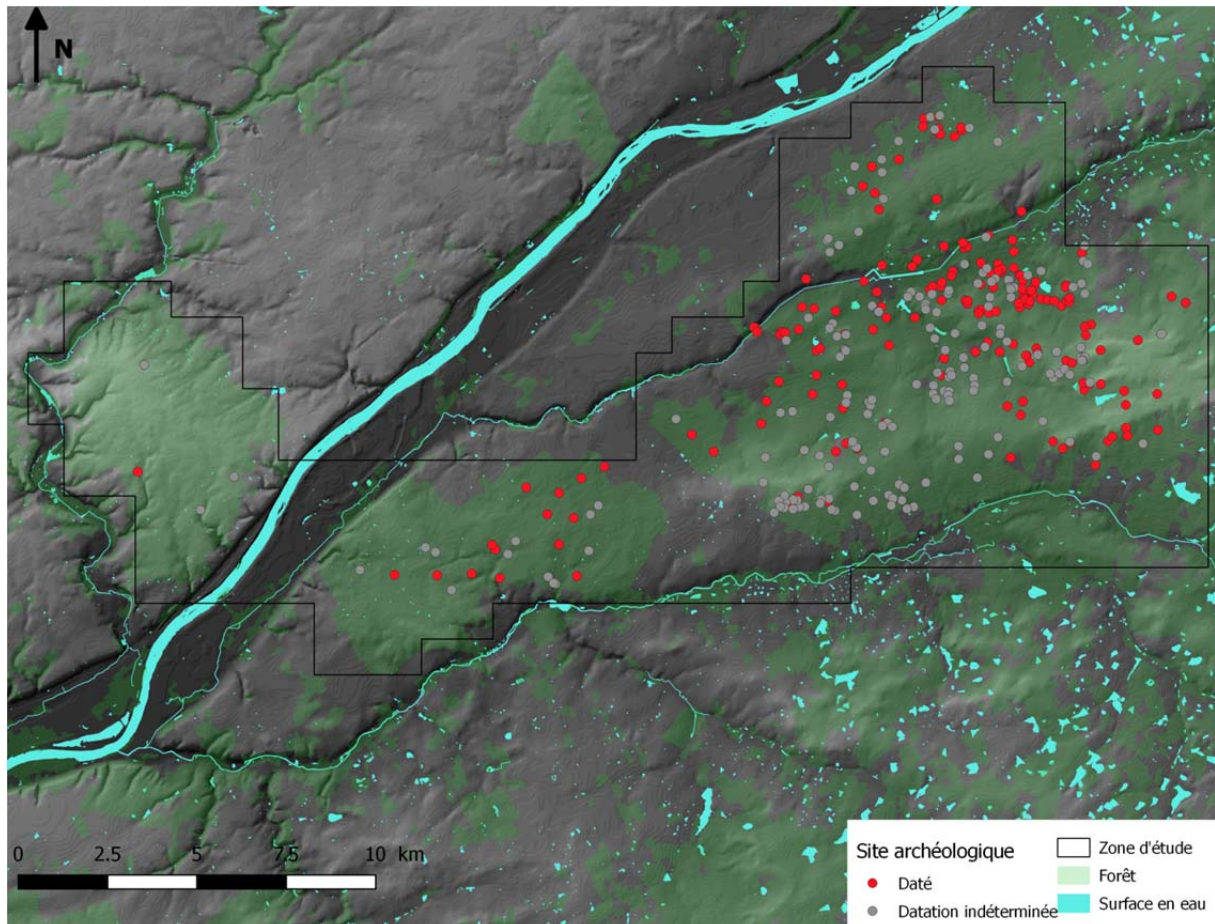 N
0 2.5 5 7.5 10 km
Site archéologique
Daté
Datation indéterminée
Zone d'étude
Forêt
Surface en eau